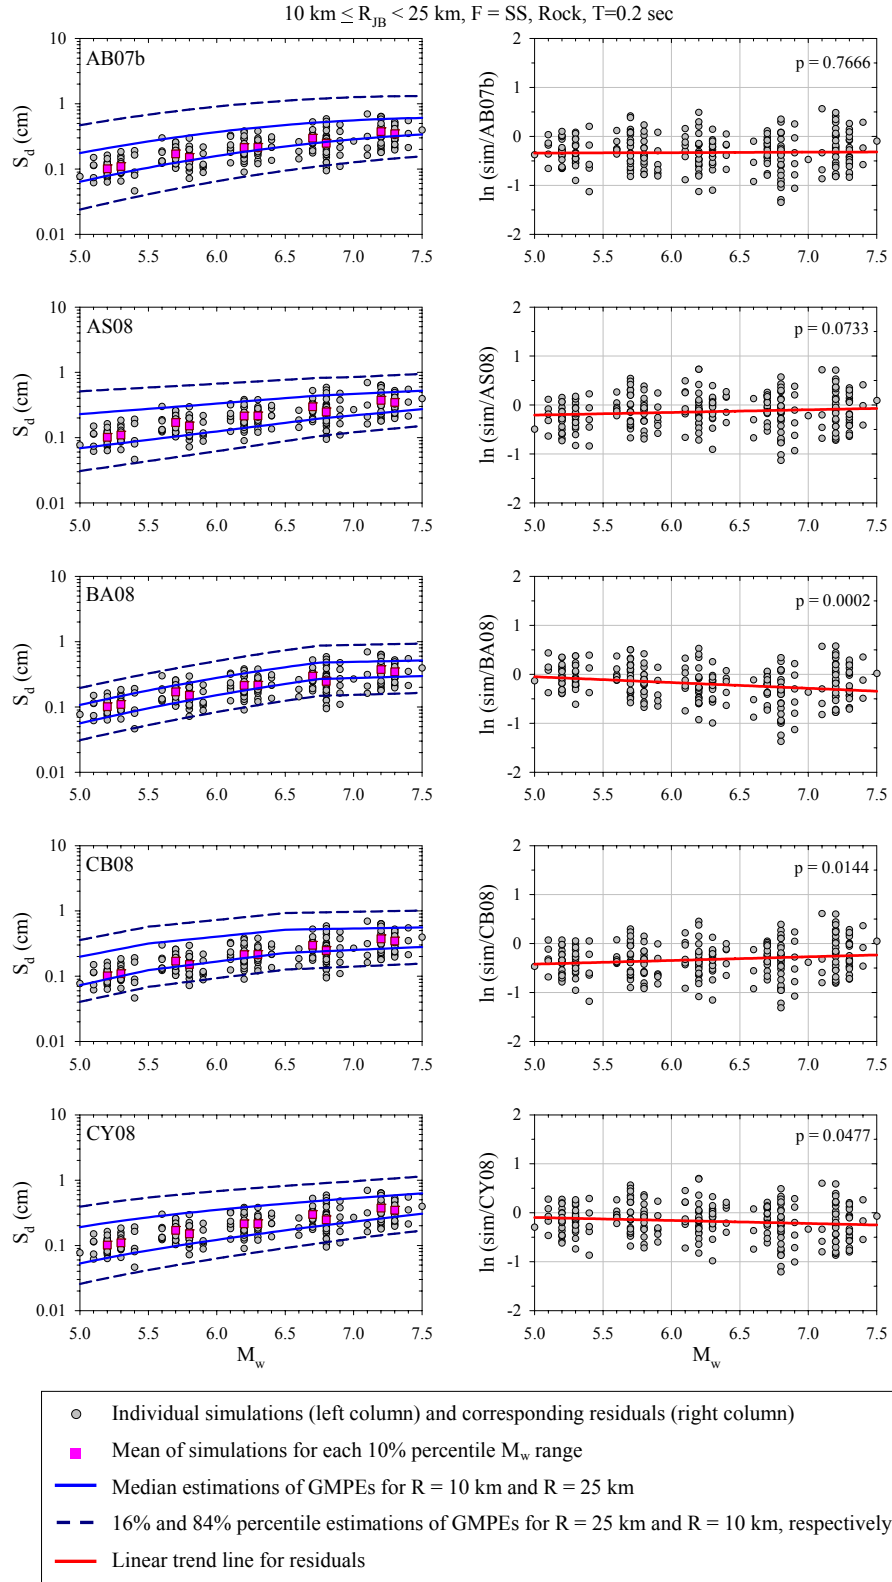 10 km ≤ R_JB < 25 km, F = SS, Rock, T=0.2 sec
AB07b
S_d (cm)
10
1
0.1
0.01
5.0 5.5 6.0 6.5 7.0 7.5
p = 0.7666
ln (sim/AB07b)
2
1
0
-1
-2
5.0 5.5 6.0 6.5 7.0 7.5
AS08
S_d (cm)
10
1
0.1
0.01
5.0 5.5 6.0 6.5 7.0 7.5
p = 0.0733
ln (sim/AS08)
2
1
0
-1
-2
5.0 5.5 6.0 6.5 7.0 7.5
BA08
S_d (cm)
10
1
0.1
0.01
5.0 5.5 6.0 6.5 7.0 7.5
p = 0.0002
ln (sim/BA08)
2
1
0
-1
-2
5.0 5.5 6.0 6.5 7.0 7.5
CB08
S_d (cm)
10
1
0.1
0.01
5.0 5.5 6.0 6.5 7.0 7.5
p = 0.0144
ln (sim/CB08)
2
1
0
-1
-2
5.0 5.5 6.0 6.5 7.0 7.5
CY08
S_d (cm)
10
1
0.1
0.01
5.0 5.5 6.0 6.5 7.0 7.5
M_w
p = 0.0477
ln (sim/CY08)
2
1
0
-1
-2
5.0 5.5 6.0 6.5 7.0 7.5
M_w
Individual simulations (left column) and corresponding residuals (right column)
Mean of simulations for each 10% percentile M_w range
Median estimations of GMPEs for R = 10 km and R = 25 km
16% and 84% percentile estimations of GMPEs for R = 25 km and R = 10 km, respectively
Linear trend line for residuals